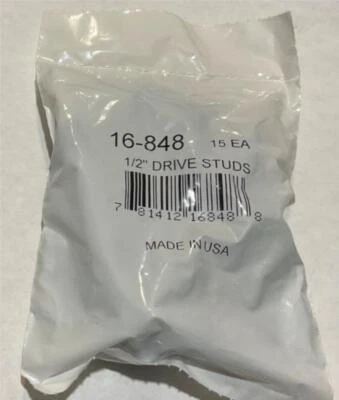 16-848 15 EA
1/2" DRIVE STUDS
7 81412 16848 8
MADE IN USA